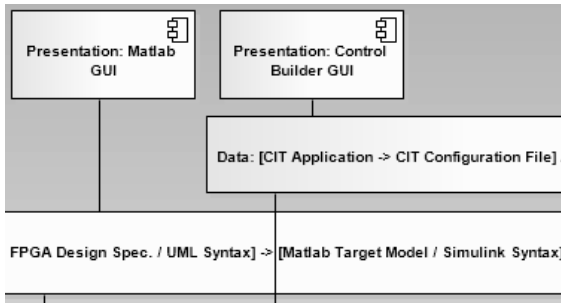 Presentation: Matlab
GUI
Presentation: Control
Builder GUI
Data: [CIT Application -> CIT Configuration File]
FPGA Design Spec. / UML Syntax] -> [Matlab Target Model / Simulink Syntax]